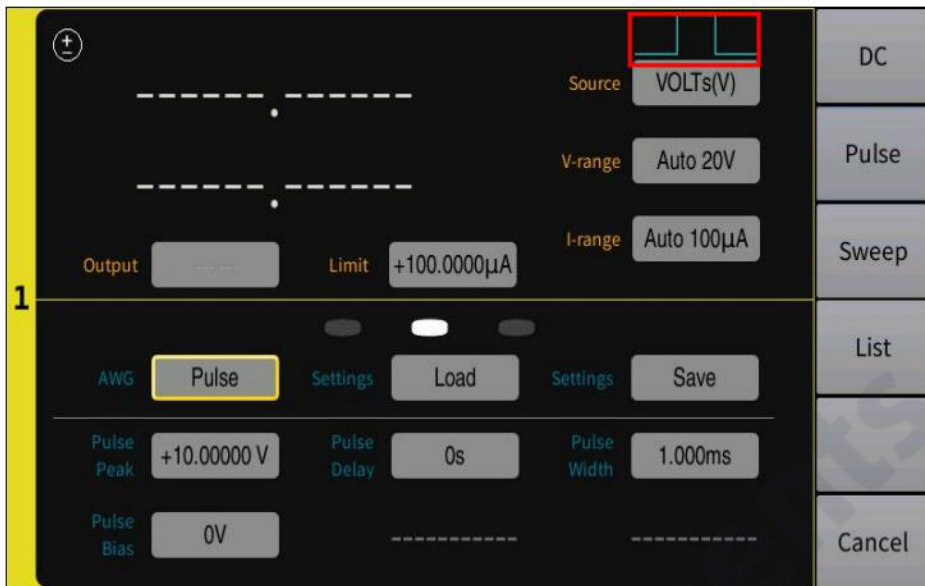 DC
Source VOLTs(V)
V-range Auto 20V
Pulse
I-range Auto 100µA
Output Limit +100.0000µA
Sweep
1
List
AWG Pulse Settings Load Settings Save
Pulse Peak +10.00000 V Pulse Delay 0s Pulse Width 1.000ms
Pulse Bias 0V
Cancel